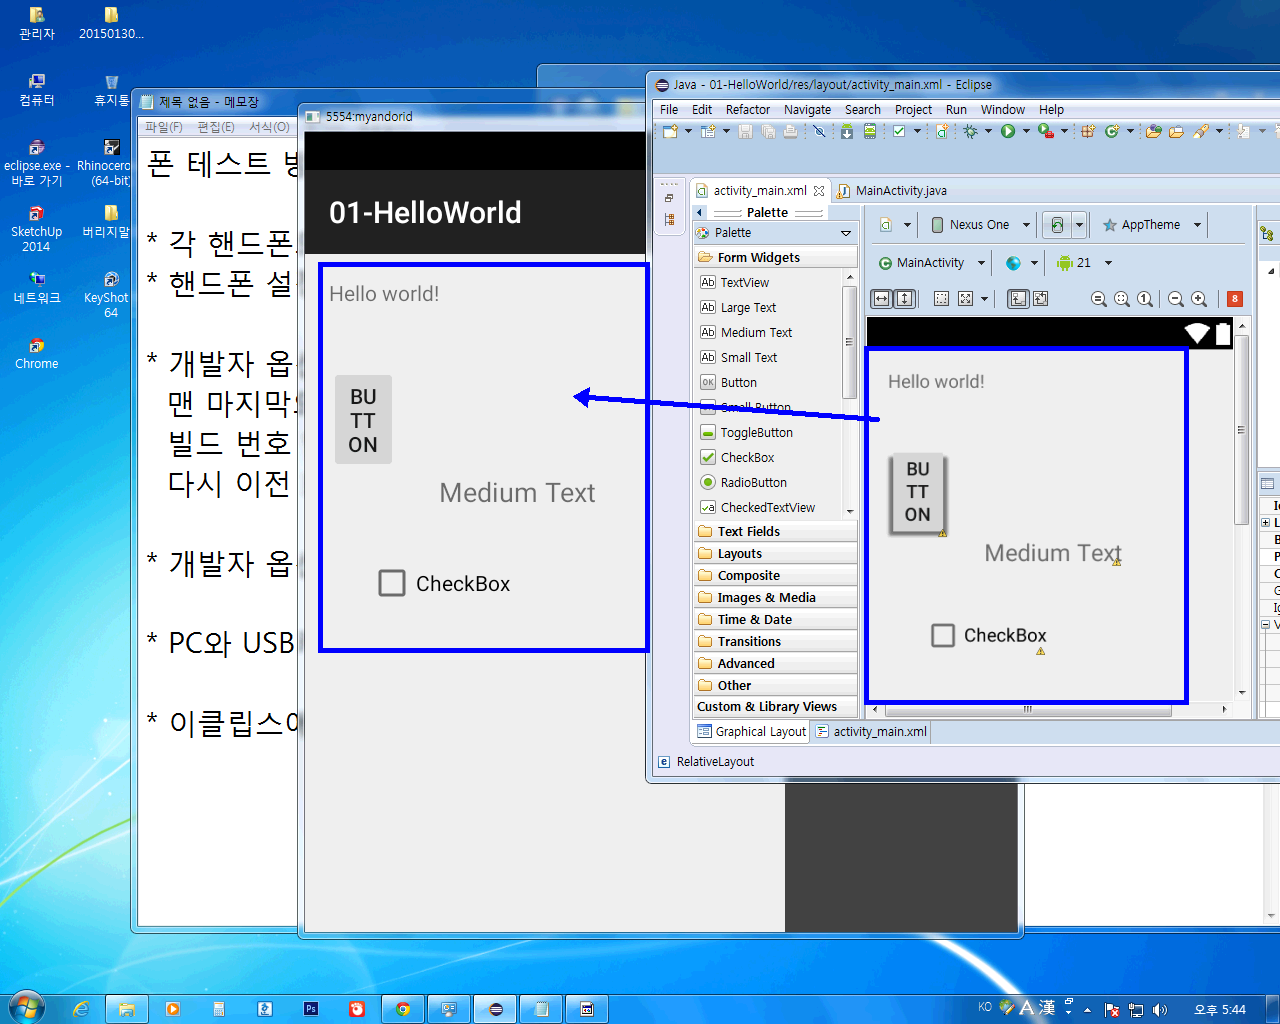 관리자
20150130...
컴퓨터
휴지통
eclipse.exe -
바로 가기
Rhinoceros
(64-bit)
SketchUp
2014
버리지말
네트워크
KeyShot
64
Chrome
제목 없음 - 메모장
파일(F) 편집(E) 서식(O)
폰 테스트
* 각 핸드폰
* 핸드폰 설
* 개발자 옵
맨 마지막
빌드 번호
다시 이전
* 개발자 옵
* PC와 USB
* 이클립스
5554:myandorid
01-HelloWorld
Hello world!
BU
TT
ON
Medium Text
CheckBox
Java - 01-HelloWorld/res/layout/activity_main.xml - Eclipse
File Edit Refactor Navigate Search Project Run Window Help
activity_main.xml
MainActivity.java
Palette
Palette
Form Widgets
TextView
Large Text
Medium Text
Small Text
Button
Small Button
ToggleButton
CheckBox
RadioButton
CheckedTextView
Text Fields
Layouts
Composite
Images & Media
Time & Date
Transitions
Advanced
Other
Custom & Library Views
Nexus One
AppTheme
MainActivity
21
8
Hello world!
BU
TT
ON
Medium Text
CheckBox
Graphical Layout
activity_main.xml
RelativeLayout
KO
A 漢
오후 5:44